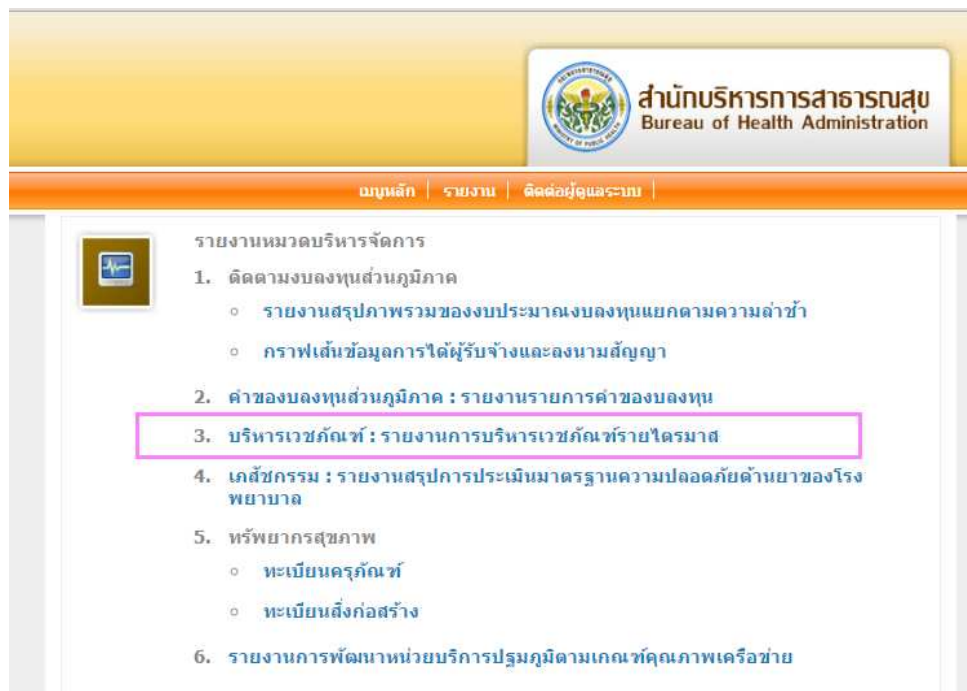 สำนักบริหารการสาธารณสุข
Bureau of Health Administration
เมนูหลัก | รายงาน | ติดต่อผู้ดูแลระบบ |
รายงานหมวดบริหารจัดการ
1. ติดตามงบลงทุนส่วนภูมิภาค
รายงานสรุปภาพรวมของงบประมาณงบลงทุนแยกตามความล่าช้า
กราฟเส้นข้อมูลการได้ผู้รับจ้างและลงนามสัญญา
2. คำของบลงทุนส่วนภูมิภาค : รายงานรายการคำของบลงทุน
3. บริหารเวชภัณฑ์ : รายงานการบริหารเวชภัณฑ์รายไตรมาส
4. เภสัชกรรม : รายงานสรุปการประเมินมาตรฐานความปลอดภัยด้านยาของโรง
พยาบาล
5. ทรัพยากรสุขภาพ
ทะเบียนครุภัณฑ์
ทะเบียนสิ่งก่อสร้าง
6. รายงานการพัฒนาหน่วยบริการปฐมภูมิตามเกณฑ์คุณภาพเครือข่าย